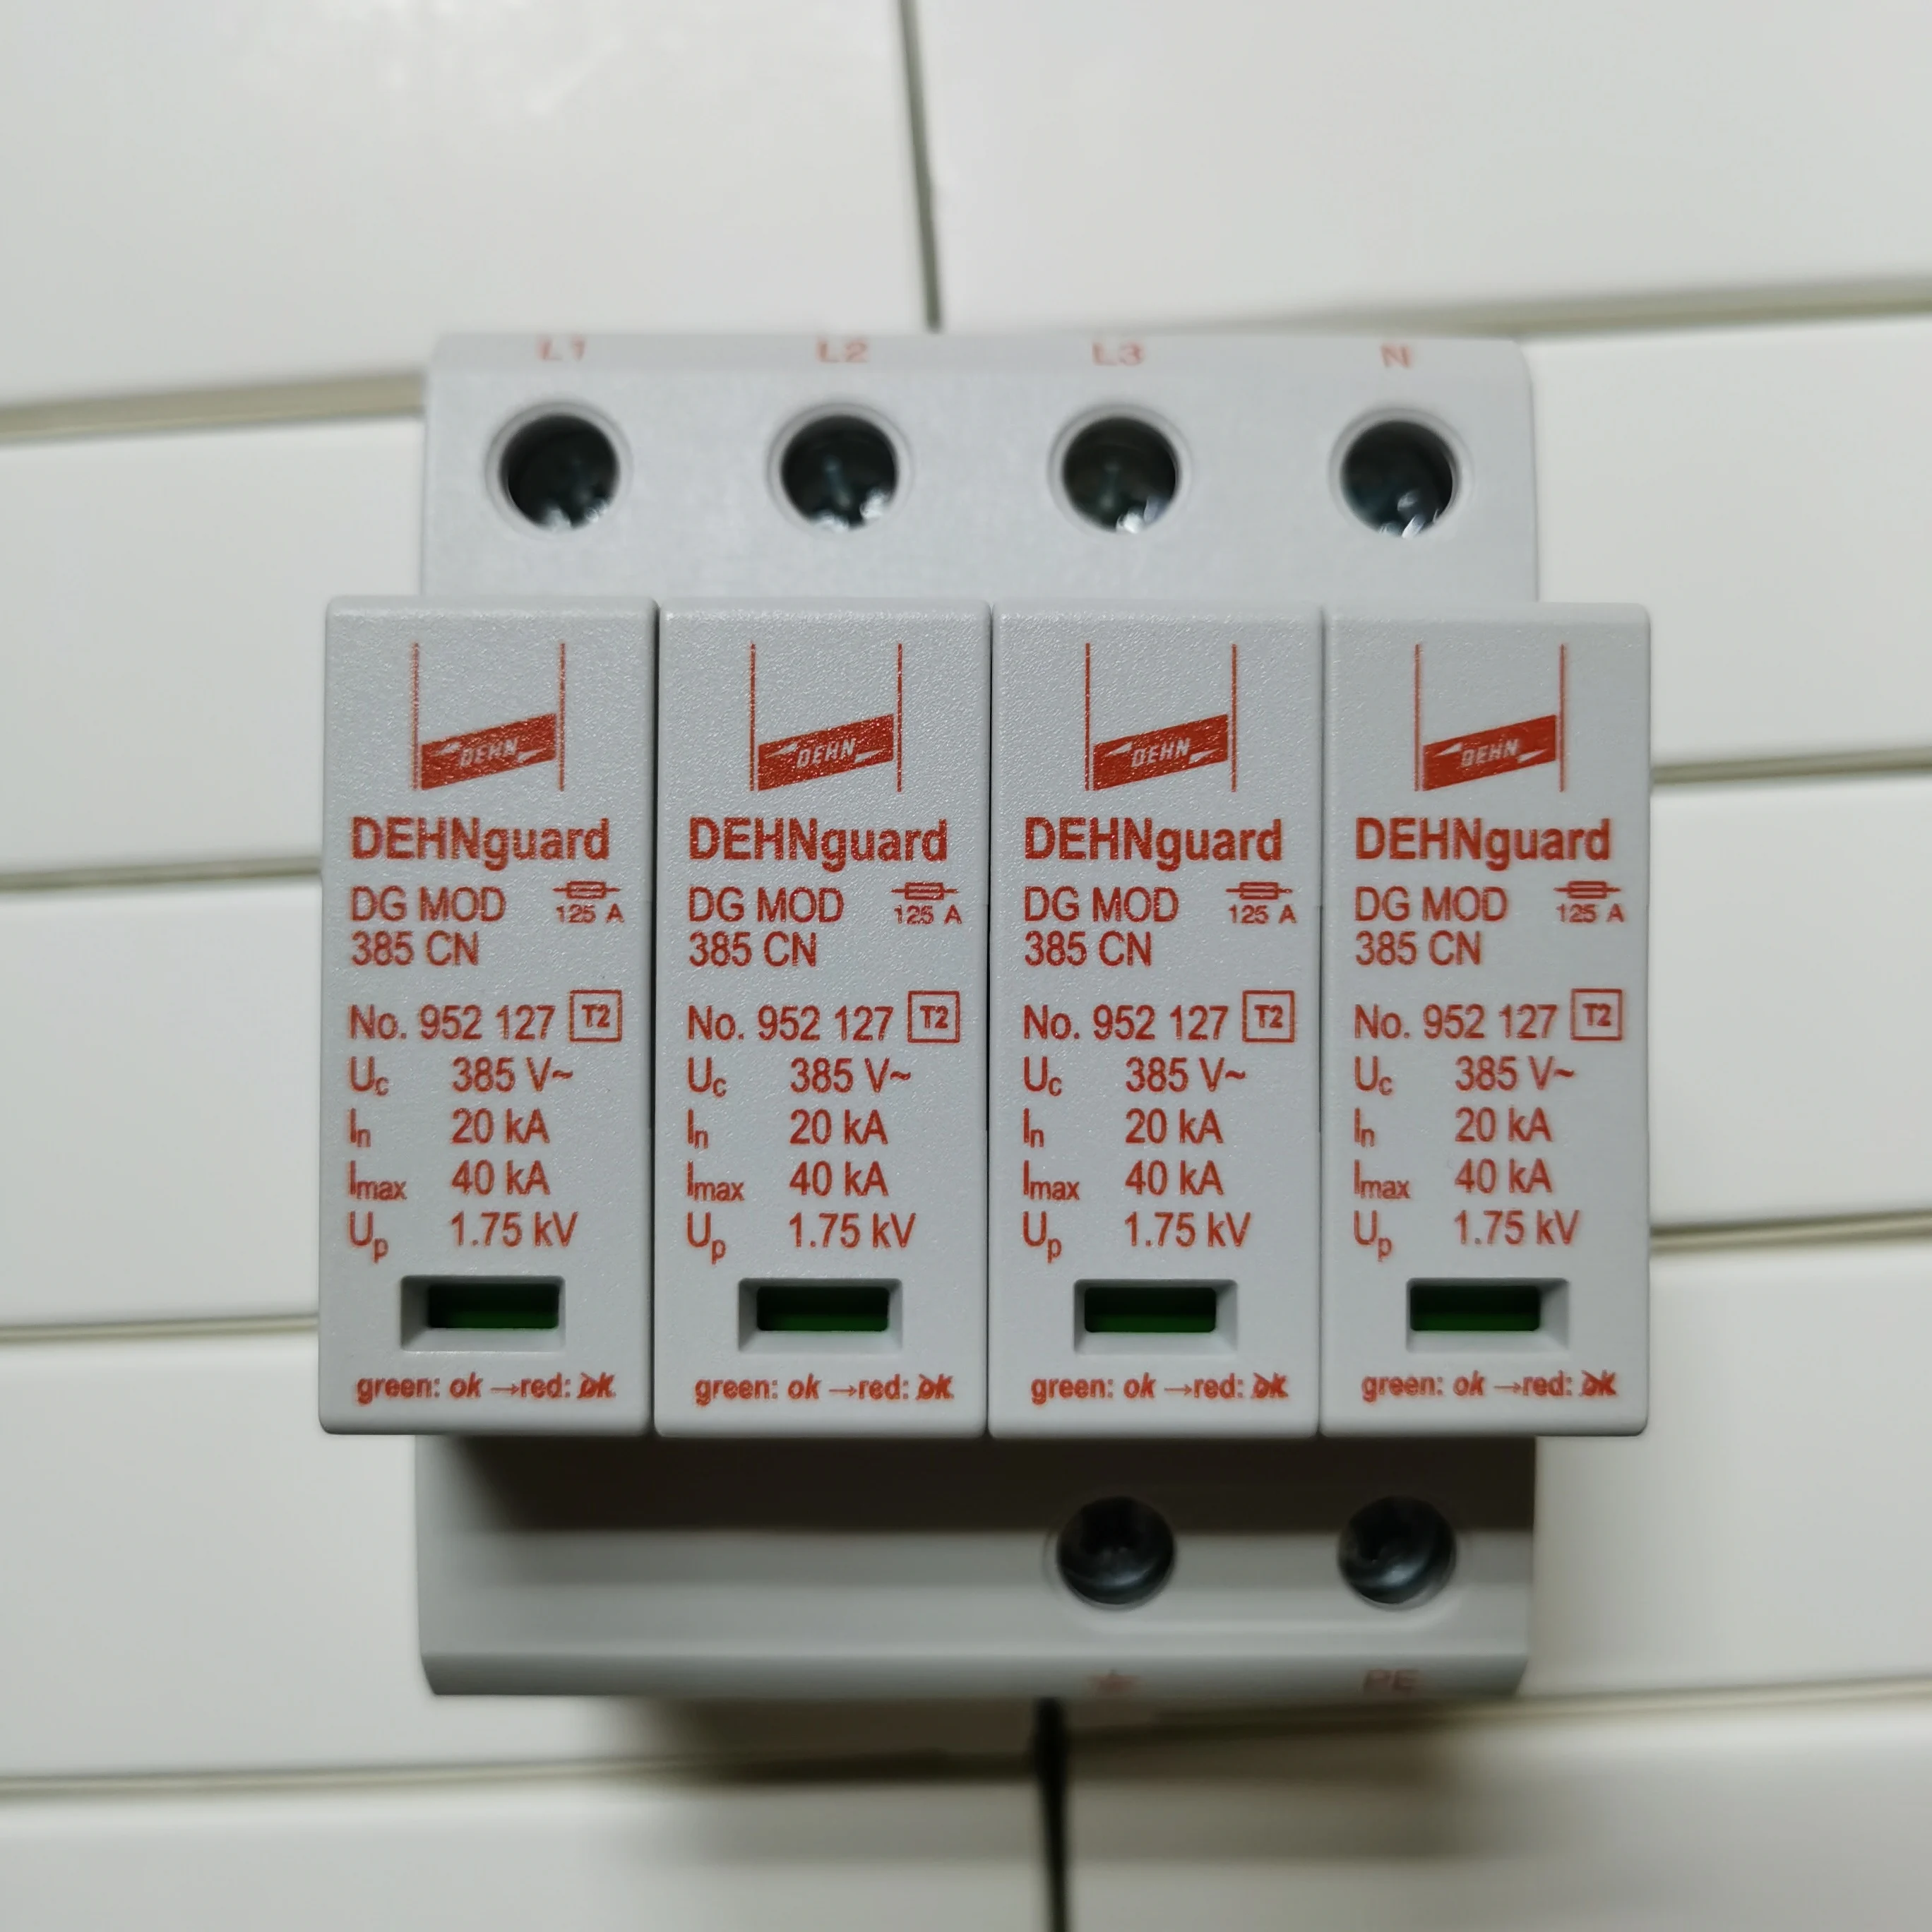 L1 L2 L3 N
DEHN
DEHNguard
DG MOD
125 A
385 CN
No. 952 127 T2
Uc 385 V~
In 20 kA
Imax 40 kA
Up 1.75 kV
green: ok →red: ok
DEHN
DEHNguard
DG MOD
125 A
385 CN
No. 952 127 T2
Uc 385 V~
In 20 kA
Imax 40 kA
Up 1.75 kV
green: ok →red: ok
DEHN
DEHNguard
DG MOD
125 A
385 CN
No. 952 127 T2
Uc 385 V~
In 20 kA
Imax 40 kA
Up 1.75 kV
green: ok →red: ok
DEHN
DEHNguard
DG MOD
125 A
385 CN
No. 952 127 T2
Uc 385 V~
In 20 kA
Imax 40 kA
Up 1.75 kV
green: ok →red: ok
PE